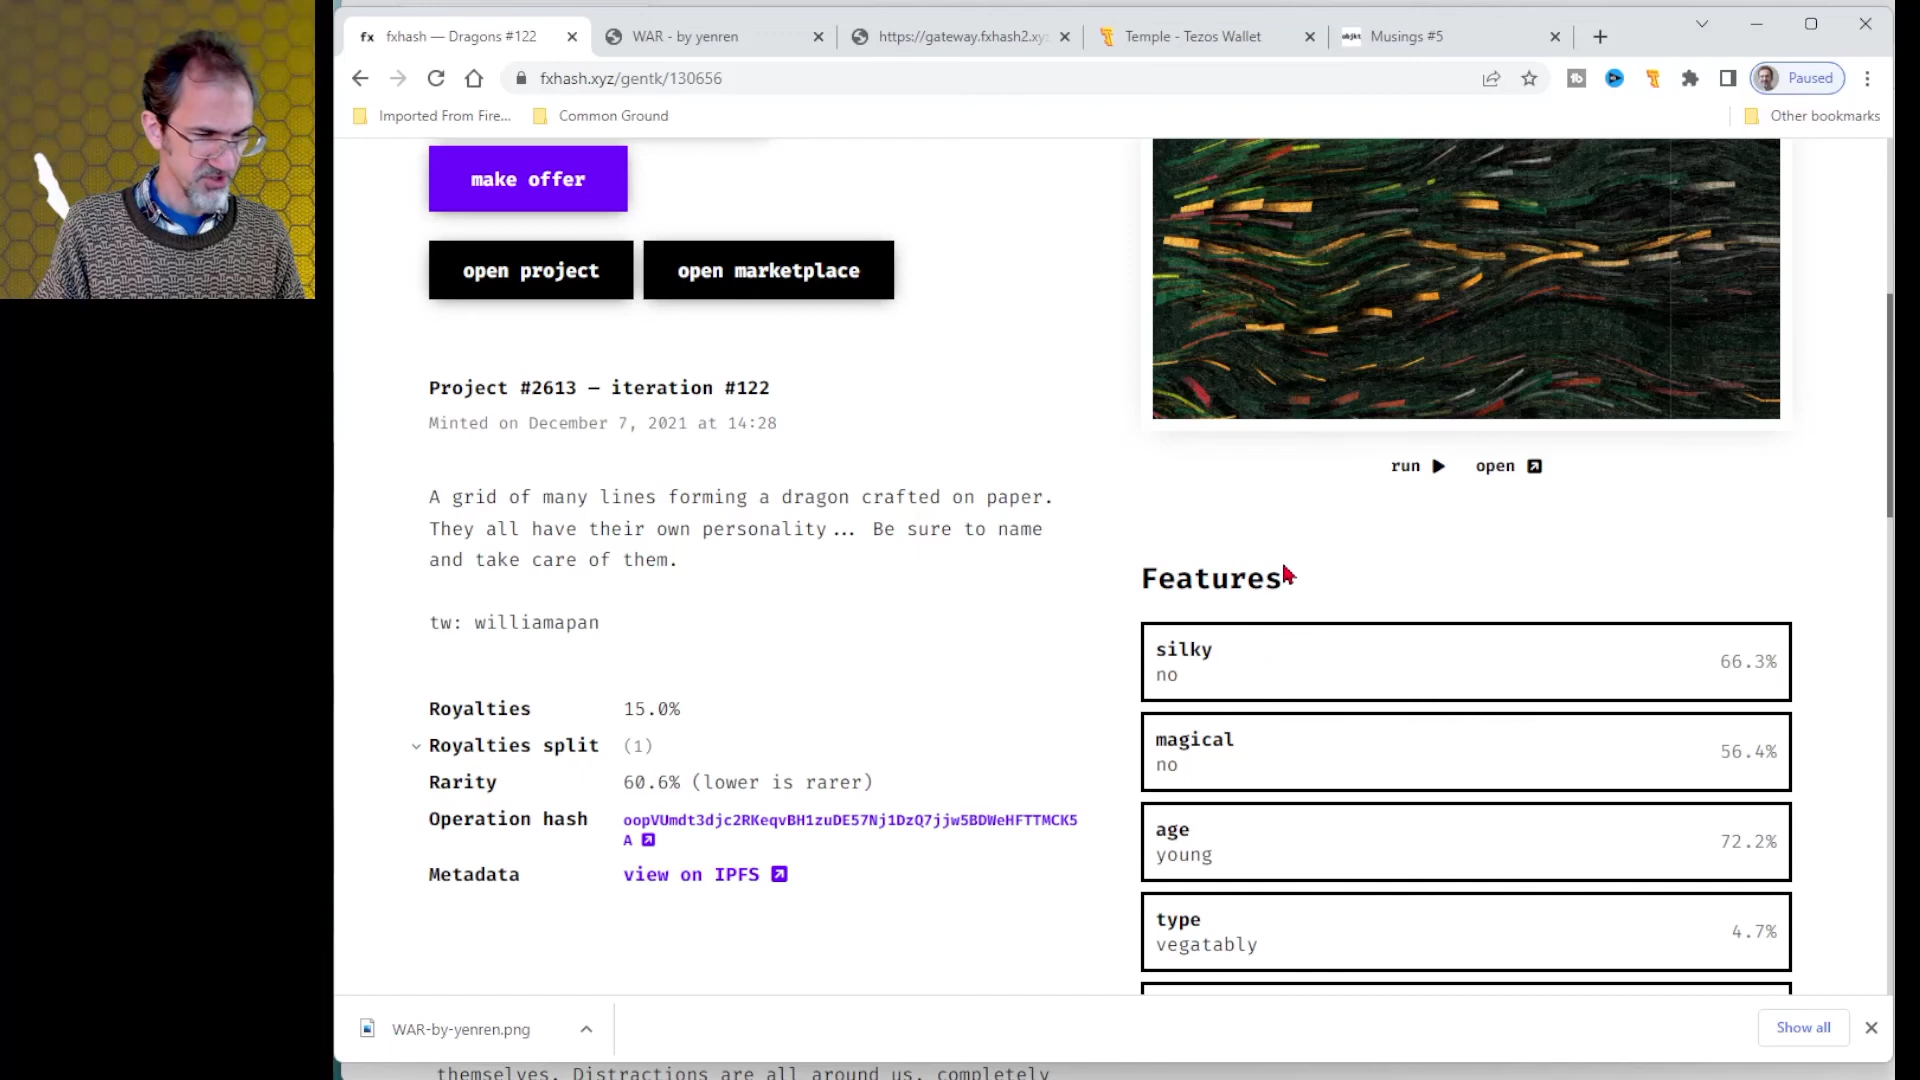 fx fxhash — Dragons #122
WAR - by yenren
https://gateway.fxhash2.xyz
Temple - Tezos Wallet
objkt Musings #5
fxhash.xyz/gentk/130656
Paused
Imported From Fire...
Common Ground
Other bookmarks
make offer
open project
open marketplace
Project #2613 — iteration #122
Minted on December 7, 2021 at 14:28
A grid of many lines forming a dragon crafted on paper.
They all have their own personality... Be sure to name
and take care of them.
tw: williamapan
Royalties 15.0%
Royalties split (1)
Rarity 60.6% (lower is rarer)
Operation hash oopVUmdt3djc2RKeqvBH1zuDE57Nj1DzQ7jjw5BDWeHFTTMCK5
A
Metadata view on IPFS
run open
Features
silky
no
66.3%
magical
no
56.4%
age
young
72.2%
type
vegatably
4.7%
WAR-by-yenren.png
Show all
themselves. Distractions are all around us, completely